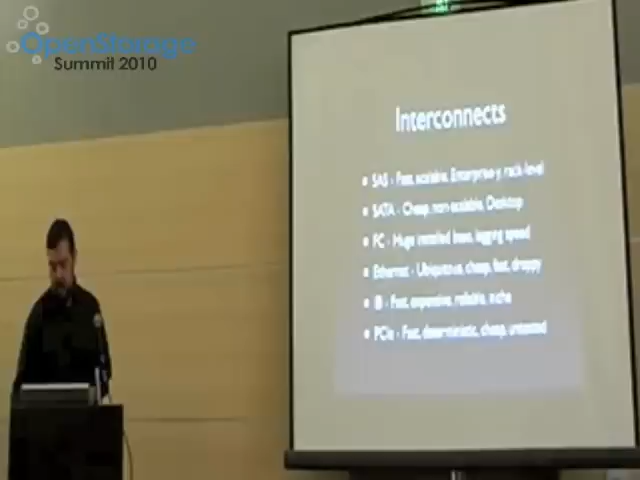 OpenStorage
Summit 2010
Interconnects
• SAS - Fast, scalable, Enterprise-y, rack-level
• SATA - Cheap, non-scalable, Desktop
• FC - Huge installed base, lagging speed
• Ethernet - Ubiquitous, cheap, fast, droppy
• IB - Fast, expensive, reliable, niche
• PCIe - Fast, deterministic, cheap, untested